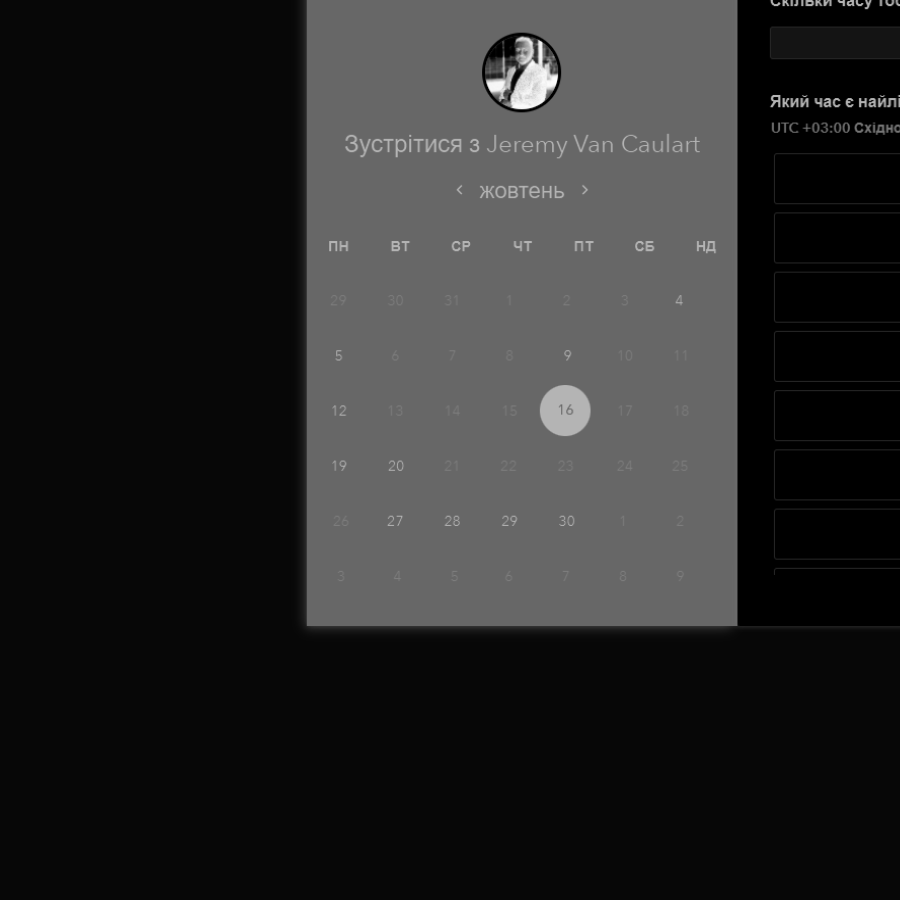 Скільки часу
Який час є
UTC +03:00
Зустрітися з Jeremy Van Caulart
< жовтень >
ПН ВТ СР ЧТ ПТ СБ НД
29 30 31 1 2 3 4
5 6 7 8 9 10 11
12 13 14 15 16 17 18
19 20 21 22 23 24 25
26 27 28 29 30 1 2
3 4 5 6 7 8 9